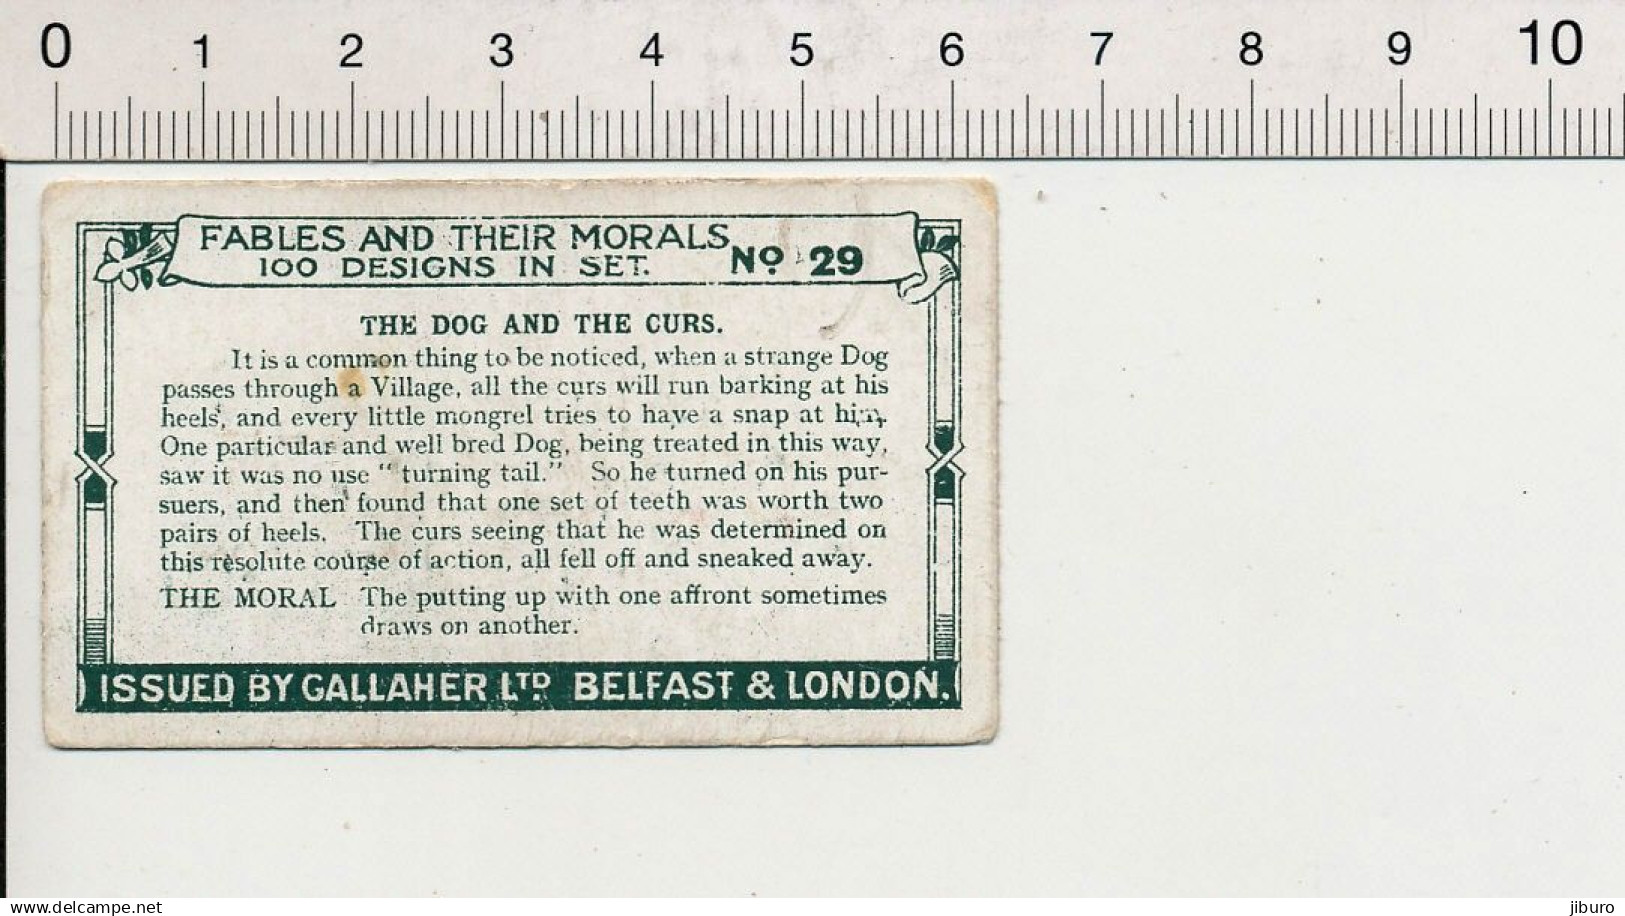 0 1 2 3 4 5 6 7 8 9 10
FABLES AND THEIR MORALS
100 DESIGNS IN SET. No 29
THE DOG AND THE CURS.
It is a common thing to be noticed, when a strange Dog
passes through a Village, all the curs will run barking at his
heels, and every little mongrel tries to have a snap at him.
One particular and well bred Dog, being treated in this way,
saw it was no use "turning tail." So he turned on his pur-
suers, and then found that one set of teeth was worth two
pairs of heels. The curs seeing that he was determined on
this resolute course of action, all fell off and sneaked away.
THE MORAL The putting up with one affront sometimes
draws on another.
ISSUED BY GALLAHER LTD BELFAST & LONDON.
www.delcampe.net
jiburo